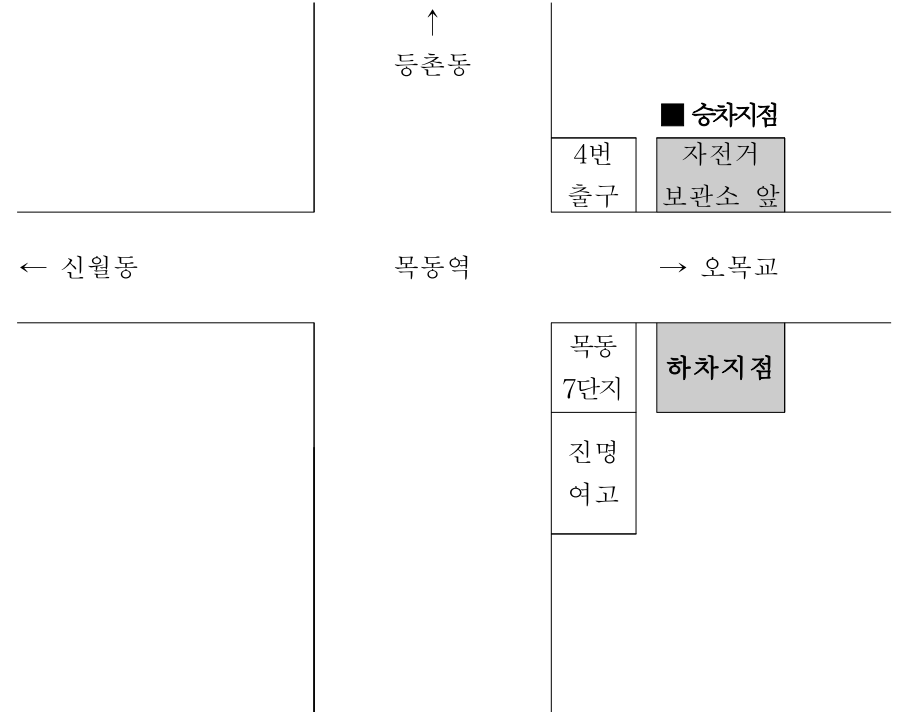 ↑
등촌동
■ 승차지점
4번
출구
자전거
보관소 앞
← 신월동
목동역
→ 오목교
목동
7단지
하차지점
진명
여고